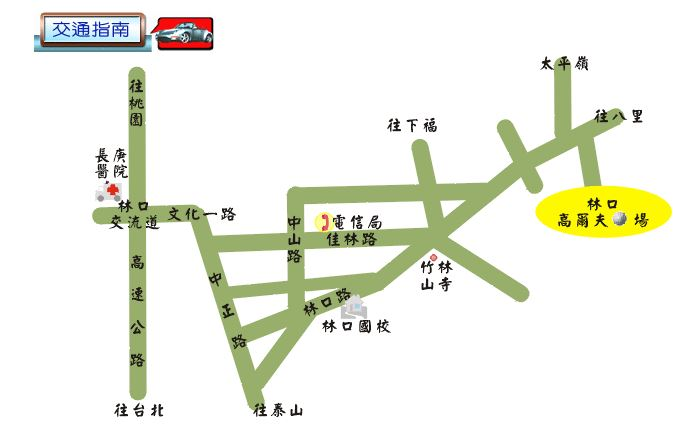 交通指南
太平嶺
往八里
往下福
往桃園
長庚
醫院
林口
交流道
文化一路
中山路
電信局
佳林路
林口
高爾夫 場
竹林
山寺
高速公路
中正路
林口路
林口國校
往台北
往泰山